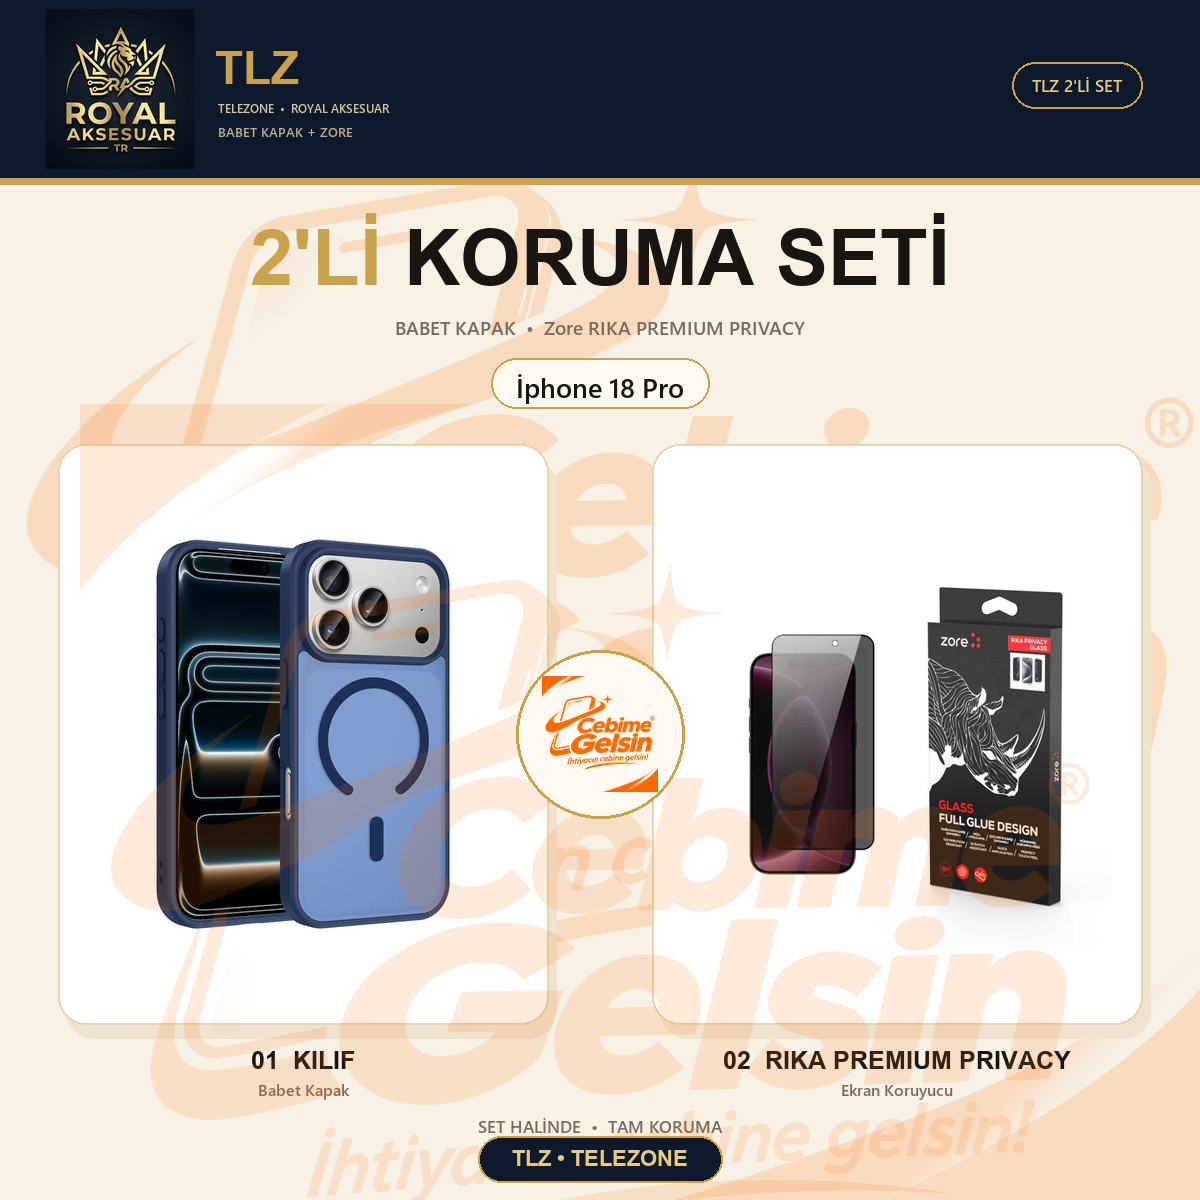 ROYAL
AKSESUAR
TR
TLZ
TELEZONE • ROYAL AKSESUAR
BABET KAPAK + ZORE
TLZ 2'Lİ SET
2'Lİ KORUMA SETİ
BABET KAPAK • Zore RIKA PREMIUM PRIVACY
İphone 18 Pro
Cebime®
Gelsin
İhtiyacın cebine gelsin!
zore
RIKA PRIVACY
GLASS
zore
GLASS
FULL GLUE DESIGN
Cebime®
Gelsin
01 KILIF
Babet Kapak
02 RIKA PREMIUM PRIVACY
Ekran Koruyucu
SET HALİNDE • TAM KORUMA
TLZ • TELEZONE